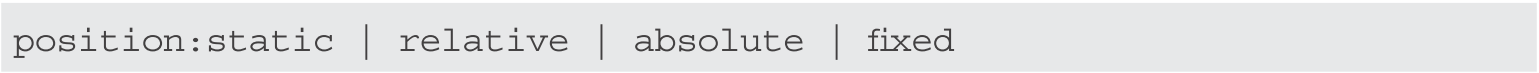 position:static | relative | absolute | fixed